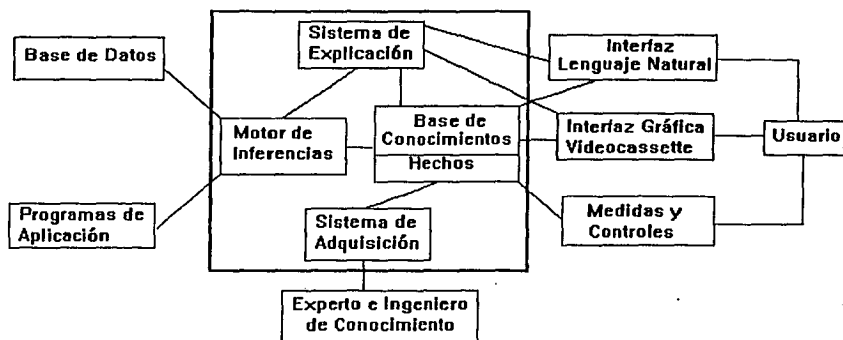 Sistema de
Explicación
Interfaz
Lenguaje Natural
Base de Datos
Motor de
Inferencias
Base de
Conocimientos
Hechos
Interfaz Gráfica
Videocassette
Usuario
Programas de
Aplicación
Sistema de
Adquisición
Medidas y
Controles
Experto e Ingeniero
de Conocimiento